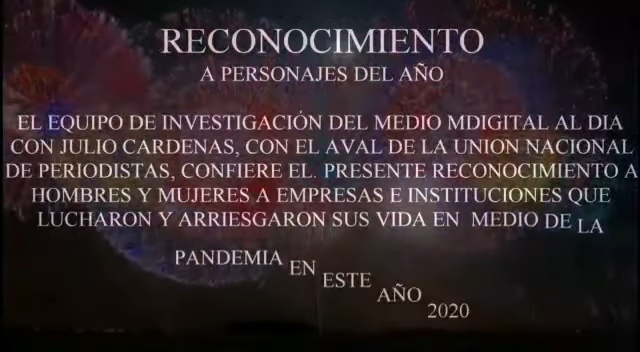 RECONOCIMIENTO
A PERSONAJES DEL AÑO
EL EQUIPO DE INVESTIGACIÓN DEL MEDIO MDIGITAL AL DIA
CON JULIO CARDENAS, CON EL AVAL DE LA UNION NACIONAL
DE PERIODISTAS, CONFIERE EL. PRESENTE RECONOCIMIENTO A
HOMBRES Y MUJERES A EMPRESAS E INSTITUCIONES QUE
LUCHARON Y ARRIESGARON SUS VIDA EN MEDIO DE LA
PANDEMIA EN ESTE AÑO 2020